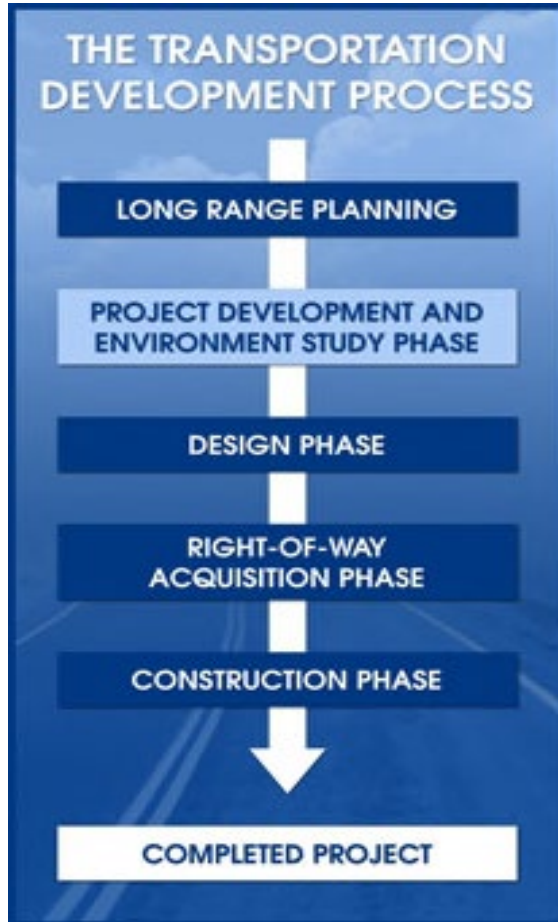 THE TRANSPORTATION
DEVELOPMENT PROCESS
LONG RANGE PLANNING
PROJECT DEVELOPMENT AND
ENVIRONMENT STUDY PHASE
DESIGN PHASE
RIGHT-OF-WAY
ACQUISITION PHASE
CONSTRUCTION PHASE
COMPLETED PROJECT